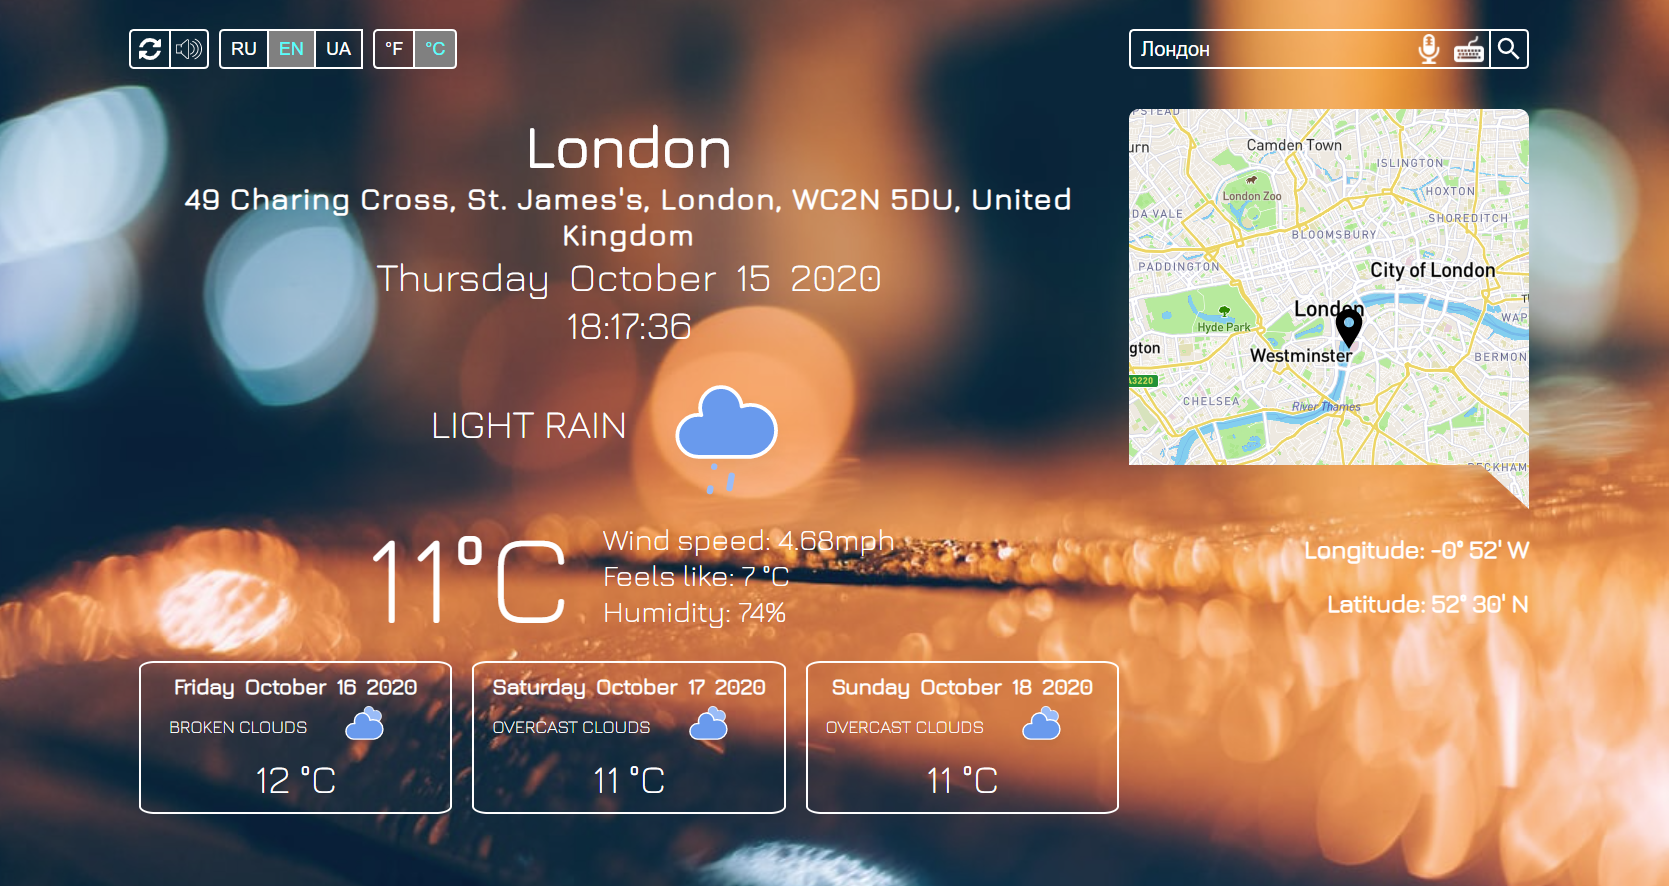 RU EN UA °F °C
Лондон
London
49 Charing Cross, St. James's, London, WC2N 5DU, United
Kingdom
Thursday October 15 2020
18:17:36
LIGHT RAIN
11°C
Wind speed: 4.68mph
Feels like: 7 °C
Humidity: 74%
PSTEAD
urn
Camden Town
ISLINGTON
London Zoo
HOXTON
DA VALE
SHOREDITCH
BLOOMSBURY
PADDINGTON
City of London
London
WAP
Hyde Park
gton
Westminster
BERMON
A3220
CHELSEA
River Thames
PECKHAM
Longitude: -0° 52' W
Latitude: 52° 30' N
Friday October 16 2020
BROKEN CLOUDS
12 °C
Saturday October 17 2020
OVERCAST CLOUDS
11 °C
Sunday October 18 2020
OVERCAST CLOUDS
11 °C